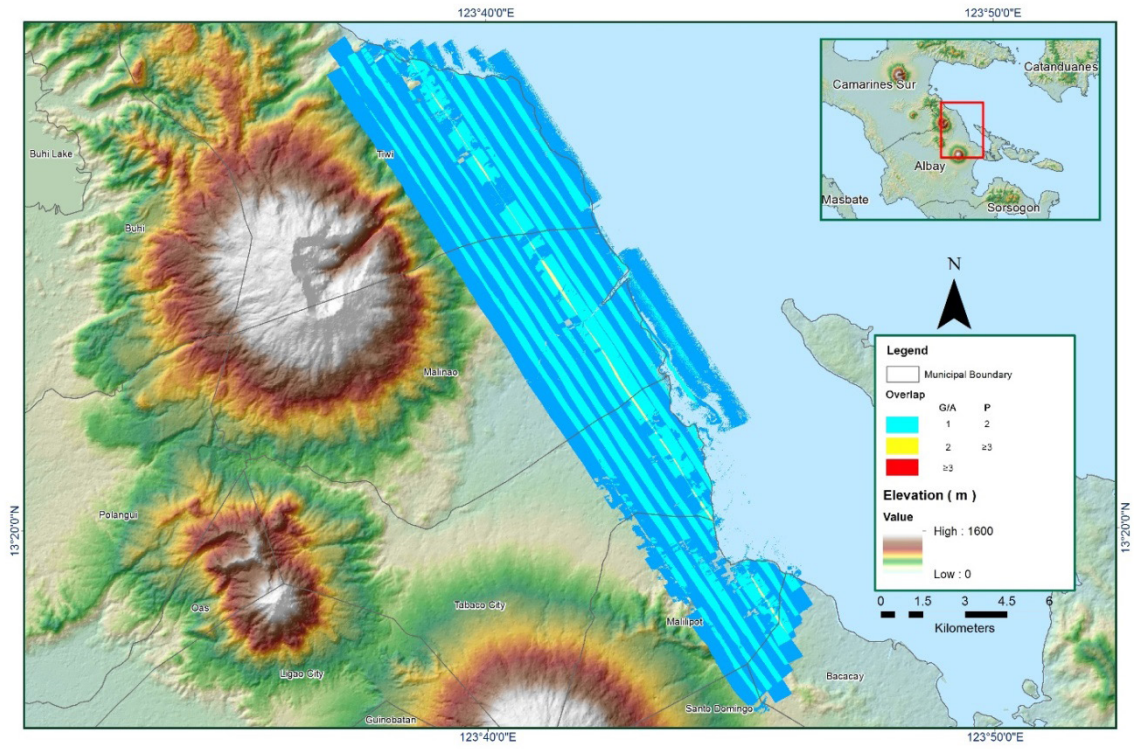 123°40'0"E
123°50'0"E
Catanduanes
Camarines Sur
Albay
Masbate
Sorsogon
Buhi Lake
Tiwi
Buhi
N
Malinao
Legend
Municipal Boundary
Overlap
G/A P
1 2
2 ≥3
≥3
Elevation ( m )
Value
High : 1600
Low : 0
0 1.5 3 4.5 6
Kilometers
13°20'0"N
13°20'0"N
Polangui
Oas
Tabaco City
Malilipot
Ligao City
Bacacay
Santo Domingo
Guinobatan
123°40'0"E
123°50'0"E